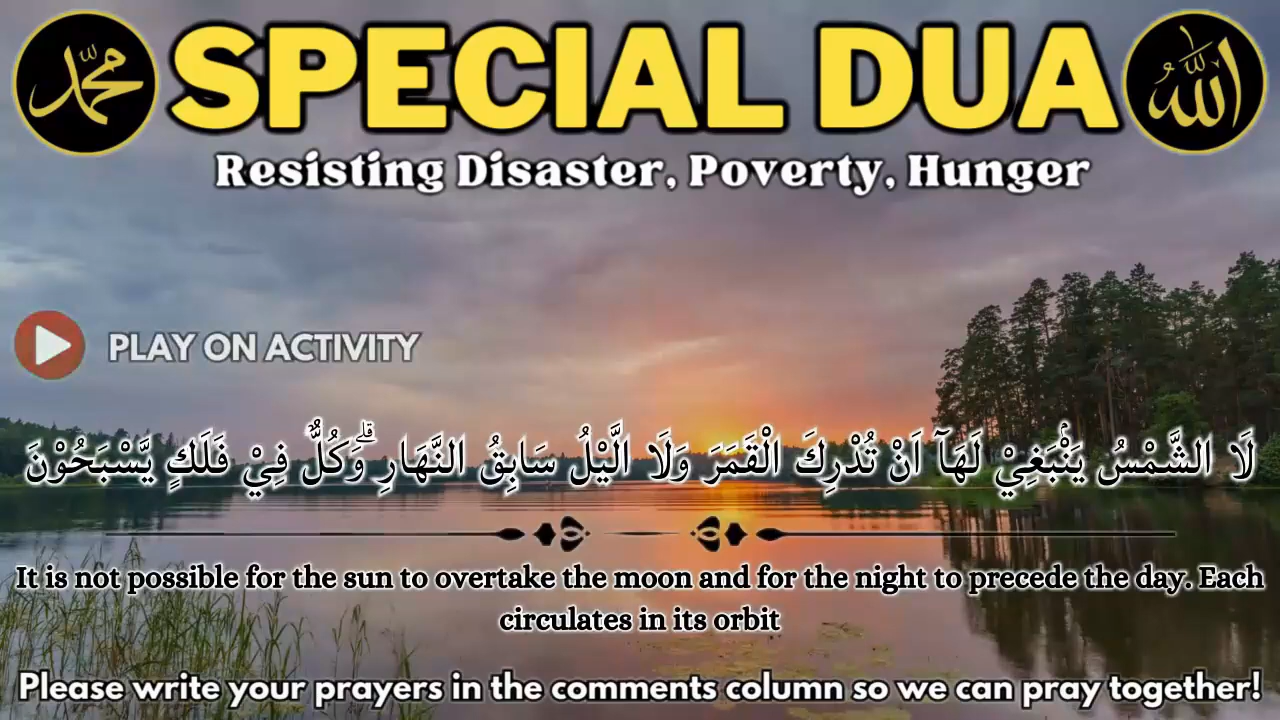 محمد
SPECIAL DUA
الله
Resisting Disaster, Poverty, Hunger
PLAY ON ACTIVITY
لَا الشَّمْسُ يَنْۢبَغِيْ لَهَآ اَنْ تُدْرِكَ الْقَمَرَ وَلَا الَّيْلُ سَابِقُ النَّهَارِ ۗوَكُلٌّ فِيْ فَلَكٍ يَّسْبَحُوْنَ
It is not possible for the sun to overtake the moon and for the night to precede the day. Each
circulates in its orbit
Please write your prayers in the comments column so we can pray together!